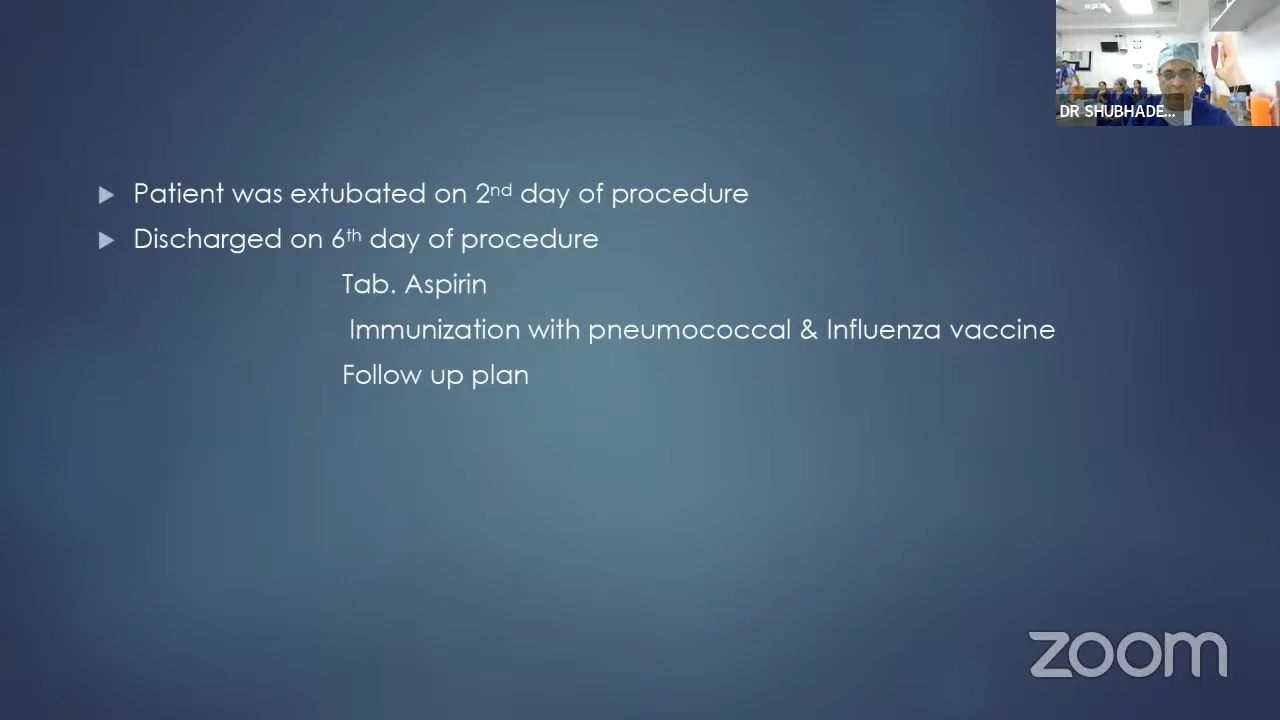 DR SHUBHADE...
Patient was extubated on 2nd day of procedure
Discharged on 6th day of procedure
Tab. Aspirin
Immunization with pneumococcal & Influenza vaccine
Follow up plan
zoom